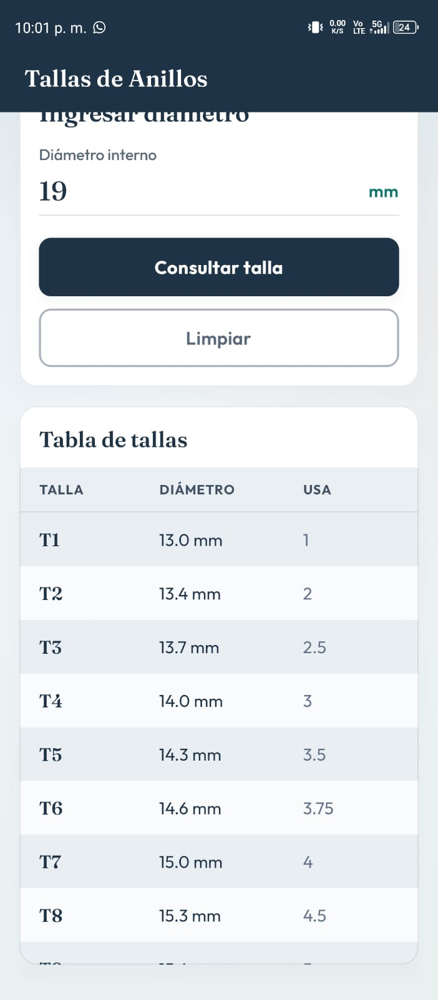 10:01 p. m.
0.00 K/S
Vo LTE
5G
24
Tallas de Anillos
Ingresar diámetro
Diámetro interno
19 mm
Consultar talla
Limpiar
Tabla de tallas
TALLA DIÁMETRO USA
T1 13.0 mm 1
T2 13.4 mm 2
T3 13.7 mm 2.5
T4 14.0 mm 3
T5 14.3 mm 3.5
T6 14.6 mm 3.75
T7 15.0 mm 4
T8 15.3 mm 4.5